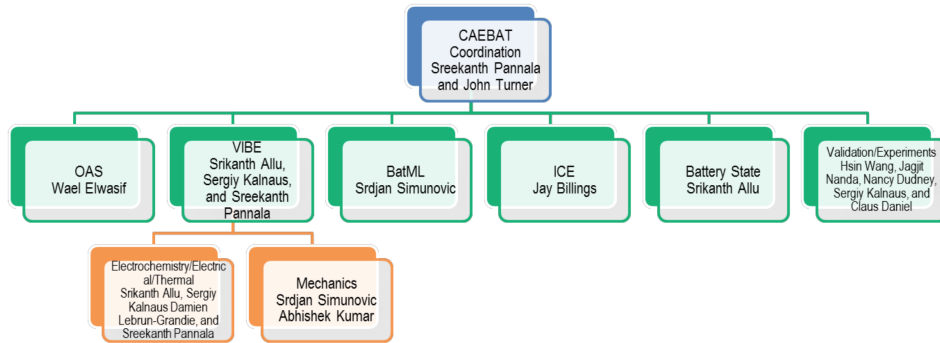 CAEBAT
Coordination
Sreekanth Pannala
and John Turner
OAS
Wael Elwasif
VIBE
Srikanth Allu,
Sergiy Kalnaus,
and Sreekanth
Pannala
BatML
Srdjan Simunovic
ICE
Jay Billings
Battery State
Srikanth Allu
Validation/Experiments
Hsin Wang, Jagjit
Nanda, Nancy Dudney,
Sergiy Kalnaus, and
Claus Daniel
Electrochemistry/Electric
al/Thermal
Srikanth Allu, Sergiy
Kalnaus Damien
Lebrun-Grandie, and
Sreekanth Pannala
Mechanics
Srdjan Simunovic
Abhishek Kumar